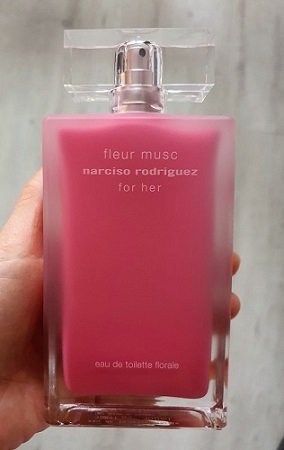 fleur musc
narciso rodriguez
for her
eau de toilette florale